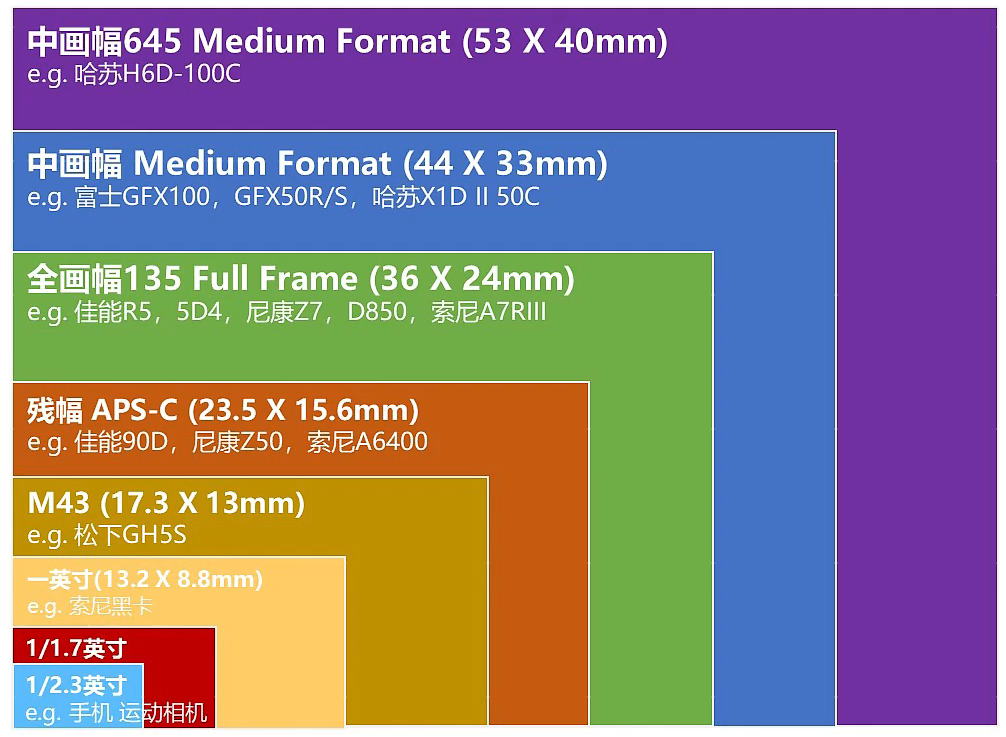 中画幅645 Medium Format (53 X 40mm)
e.g. 哈苏H6D-100C
中画幅 Medium Format (44 X 33mm)
e.g. 富士GFX100，GFX50R/S，哈苏X1D II 50C
全画幅135 Full Frame (36 X 24mm)
e.g. 佳能R5，5D4，尼康Z7，D850，索尼A7RIII
残幅 APS-C (23.5 X 15.6mm)
e.g. 佳能90D，尼康Z50，索尼A6400
M43 (17.3 X 13mm)
e.g. 松下GH5S
一英寸(13.2 X 8.8mm)
e.g. 索尼黑卡
1/1.7英寸
1/2.3英寸
e.g. 手机 运动相机